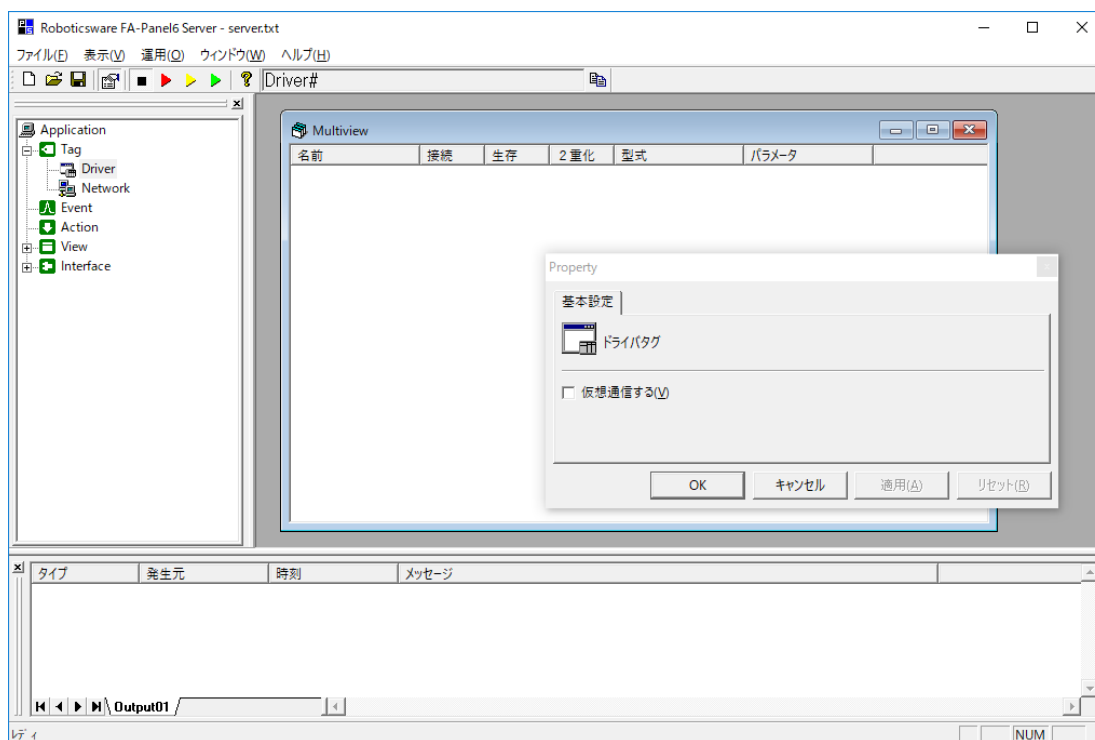 Roboticsware FA-Panel6 Server - server.txt
ファイル(F) 表示(V) 運用(O) ウィンドウ(W) ヘルプ(H)
Driver#
Application
Tag
Driver
Network
Event
Action
View
Interface
Multiview
名前 接続 生存 2重化 型式 パラメータ
Property
基本設定
ドライバタグ
仮想通信する(V)
OK キャンセル 適用(A) リセット(R)
タイプ 発生元 時刻 メッセージ
Output01
レディ NUM